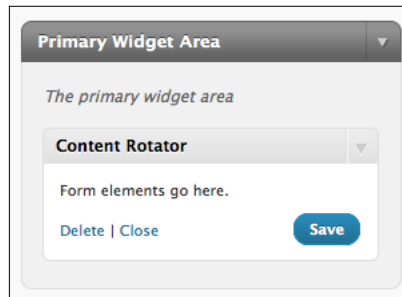 Primary Widget Area
The primary widget area
Content Rotator
Form elements go here.
Delete | Close Save